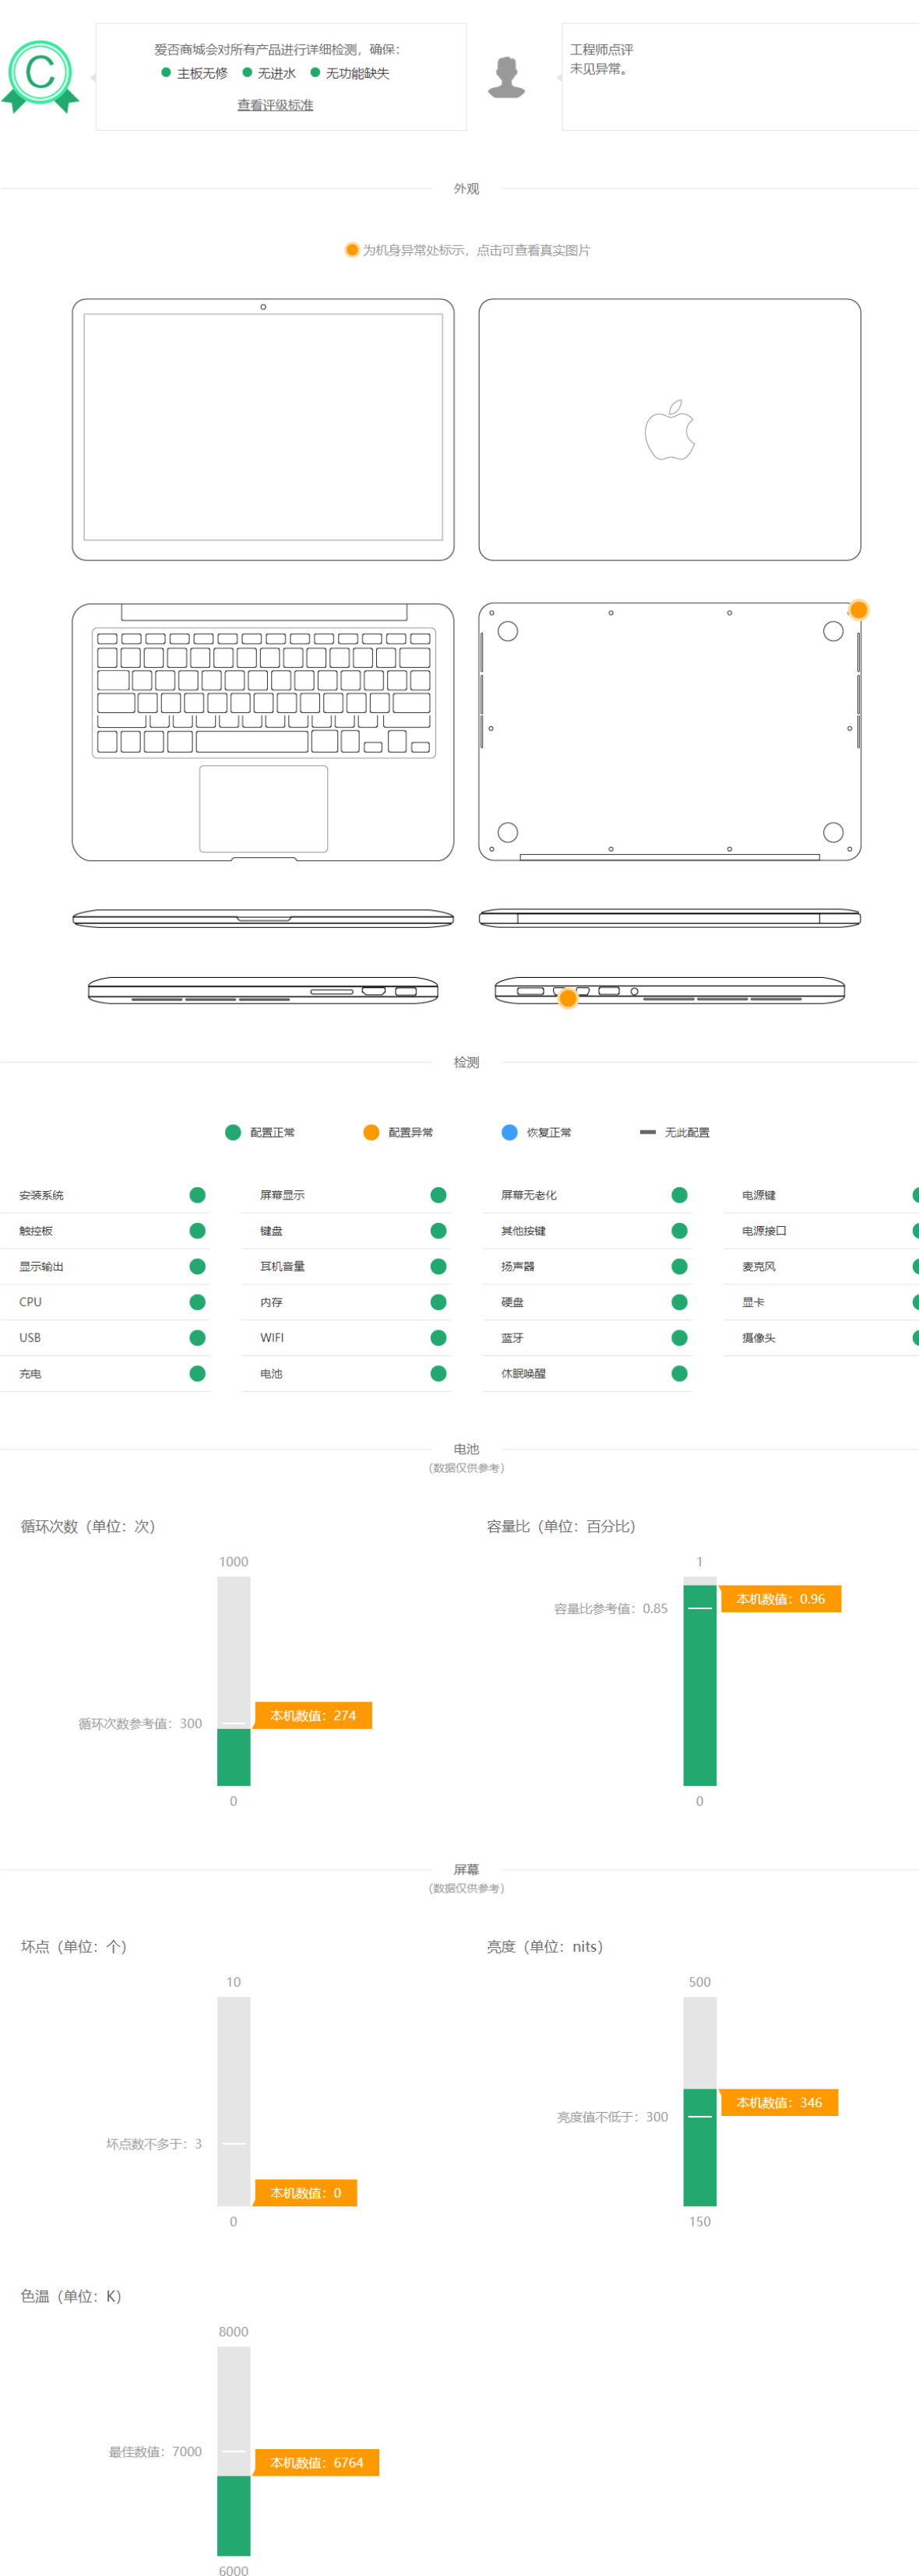 C
爱否商城会对所有产品进行详细检测，确保：
主板无修 无进水 无功能缺失
查看评级标准
工程师点评
未见异常。
外观
为机身异常处标示，点击可查看真实图片
检测
配置正常 配置异常 恢复正常 无此配置
安装系统 屏幕显示 屏幕无老化 电源键
触控板 键盘 其他按键 电源接口
显示输出 耳机音量 扬声器 麦克风
CPU 内存 硬盘 显卡
USB WIFI 蓝牙 摄像头
充电 电池 休眠唤醒
电池
（数据仅供参考）
循环次数（单位：次） 容量比（单位：百分比）
1000 1
本机数值：0.96
容量比参考值：0.85
本机数值：274
循环次数参考值：300
0 0
屏幕
（数据仅供参考）
坏点（单位：个） 亮度（单位：nits）
10 500
本机数值：346
亮度值不低于：300
坏点数不多于：3
本机数值：0
0 150
色温（单位：K）
8000
最佳数值：7000
本机数值：6764
6000